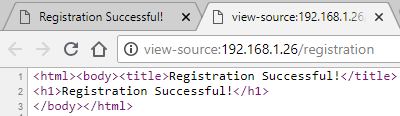 Registration Successful!
view-source:192.168.1.26
view-source:192.168.1.26/registration
1 <html><body><title>Registration Successful!</title>
2 <h1>Registration Successful!</h1>
3 </body></html>